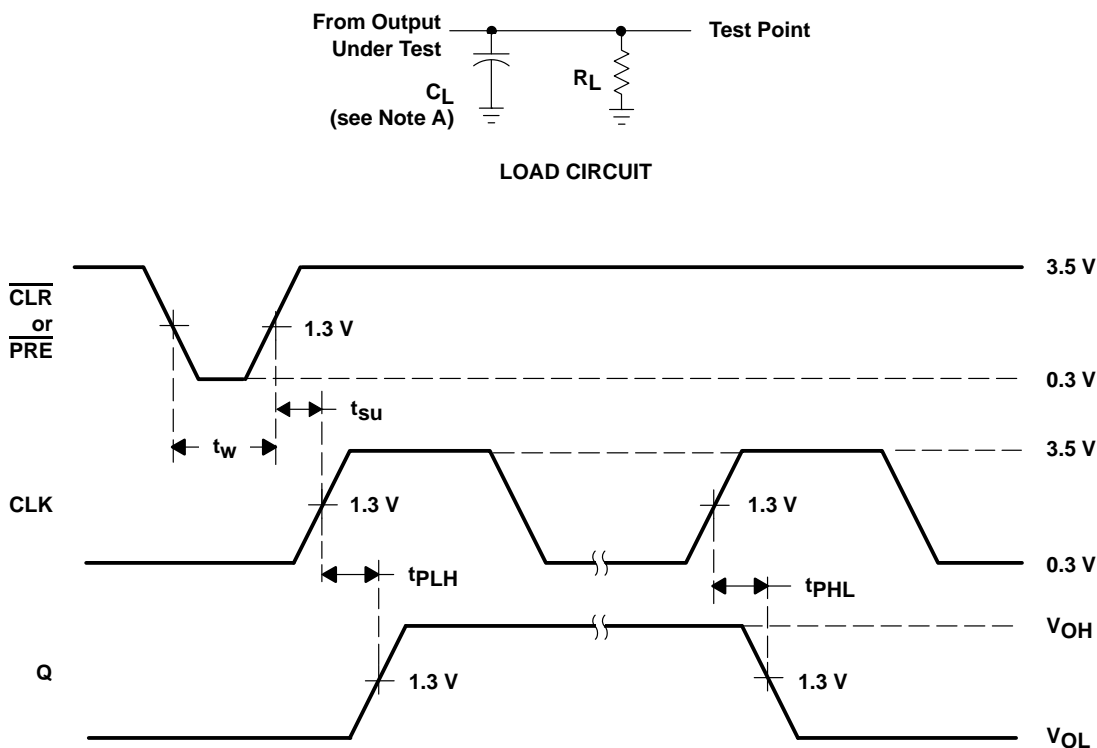 From Output
Under Test
Test Point
CL
(see Note A)
RL
LOAD CIRCUIT
CLR
or
PRE
1.3 V
3.5 V
0.3 V
tsu
tw
CLK
1.3 V
1.3 V
3.5 V
0.3 V
tPLH
tPHL
Q
1.3 V
1.3 V
VOH
VOL